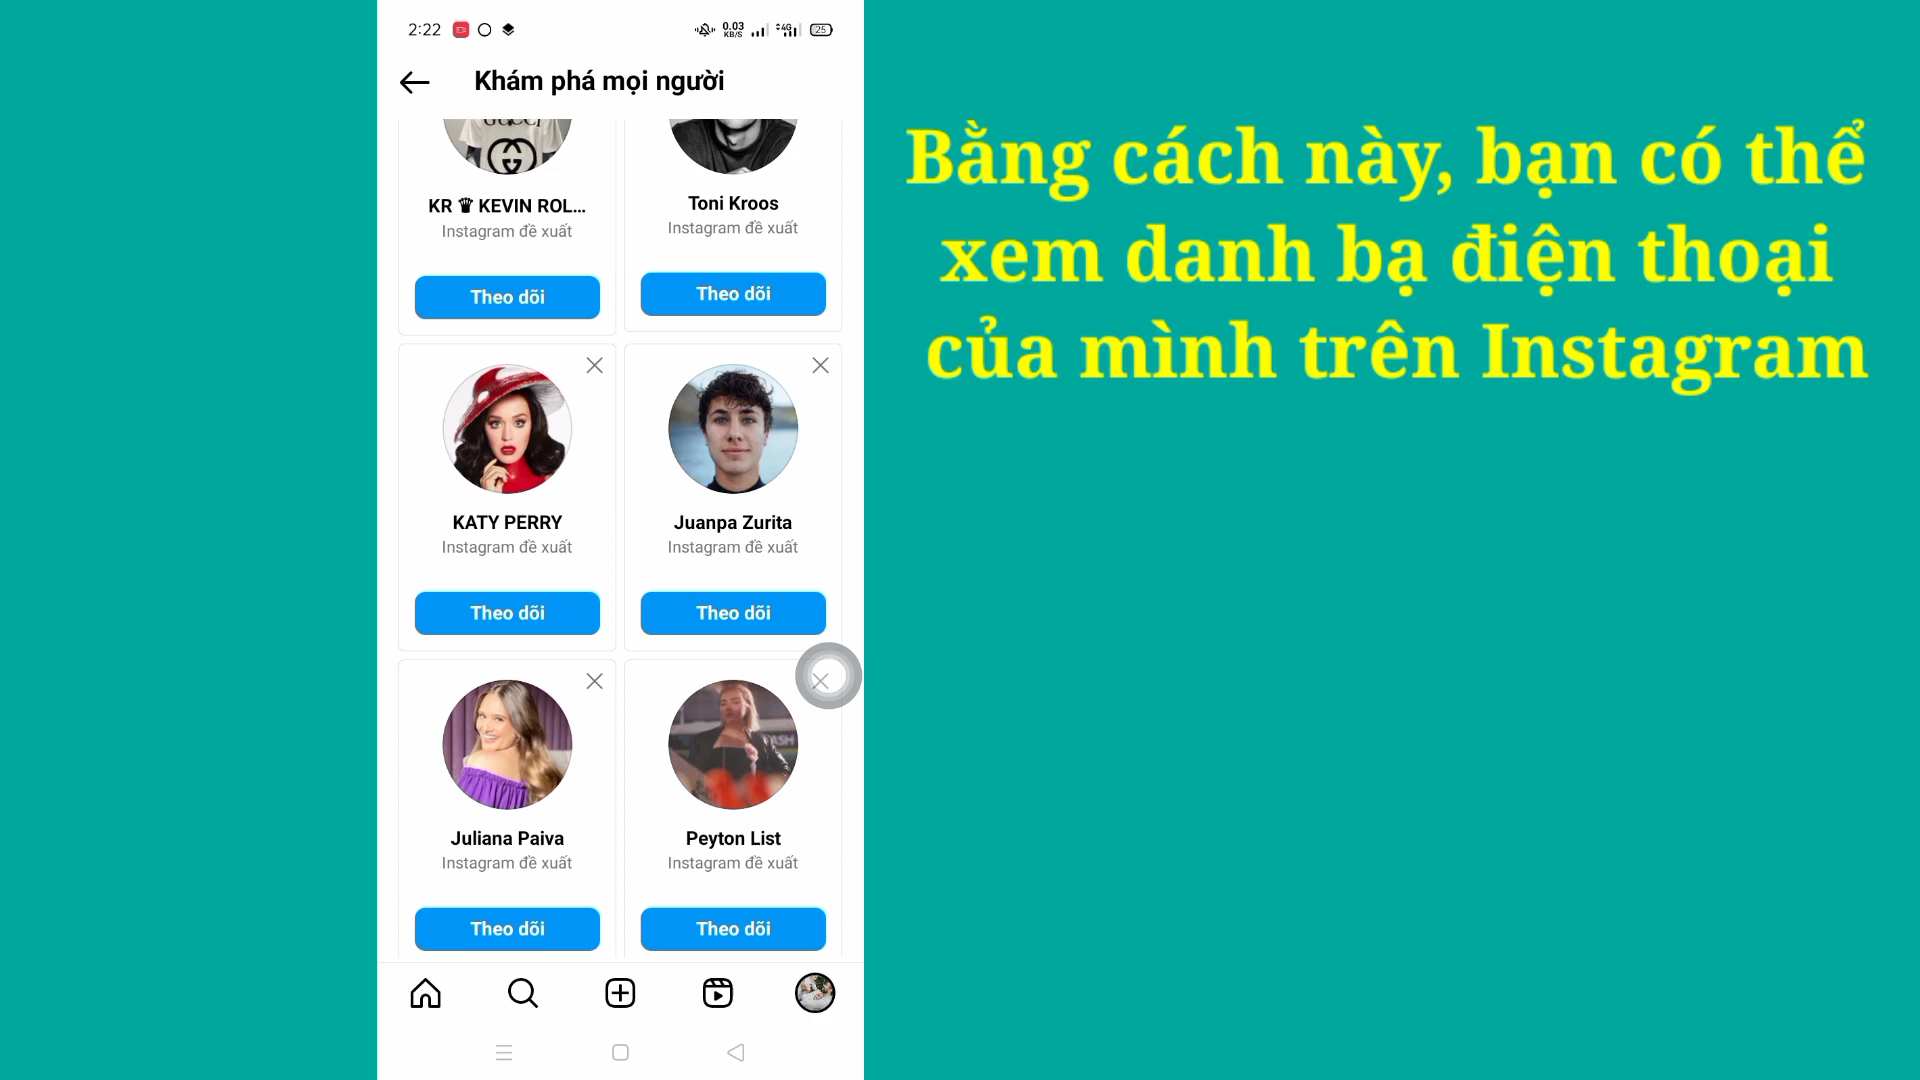 2:22
0.03
KB/S
4G
25
Khám phá mọi người
GUCCI
KR ♛ KEVIN ROL...
Instagram đề xuất
Theo dõi
Toni Kroos
Instagram đề xuất
Theo dõi
KATY PERRY
Instagram đề xuất
Theo dõi
Juanpa Zurita
Instagram đề xuất
Theo dõi
Juliana Paiva
Instagram đề xuất
Theo dõi
Peyton List
Instagram đề xuất
Theo dõi
Bằng cách này, bạn có thể
xem danh bạ điện thoại
của mình trên Instagram